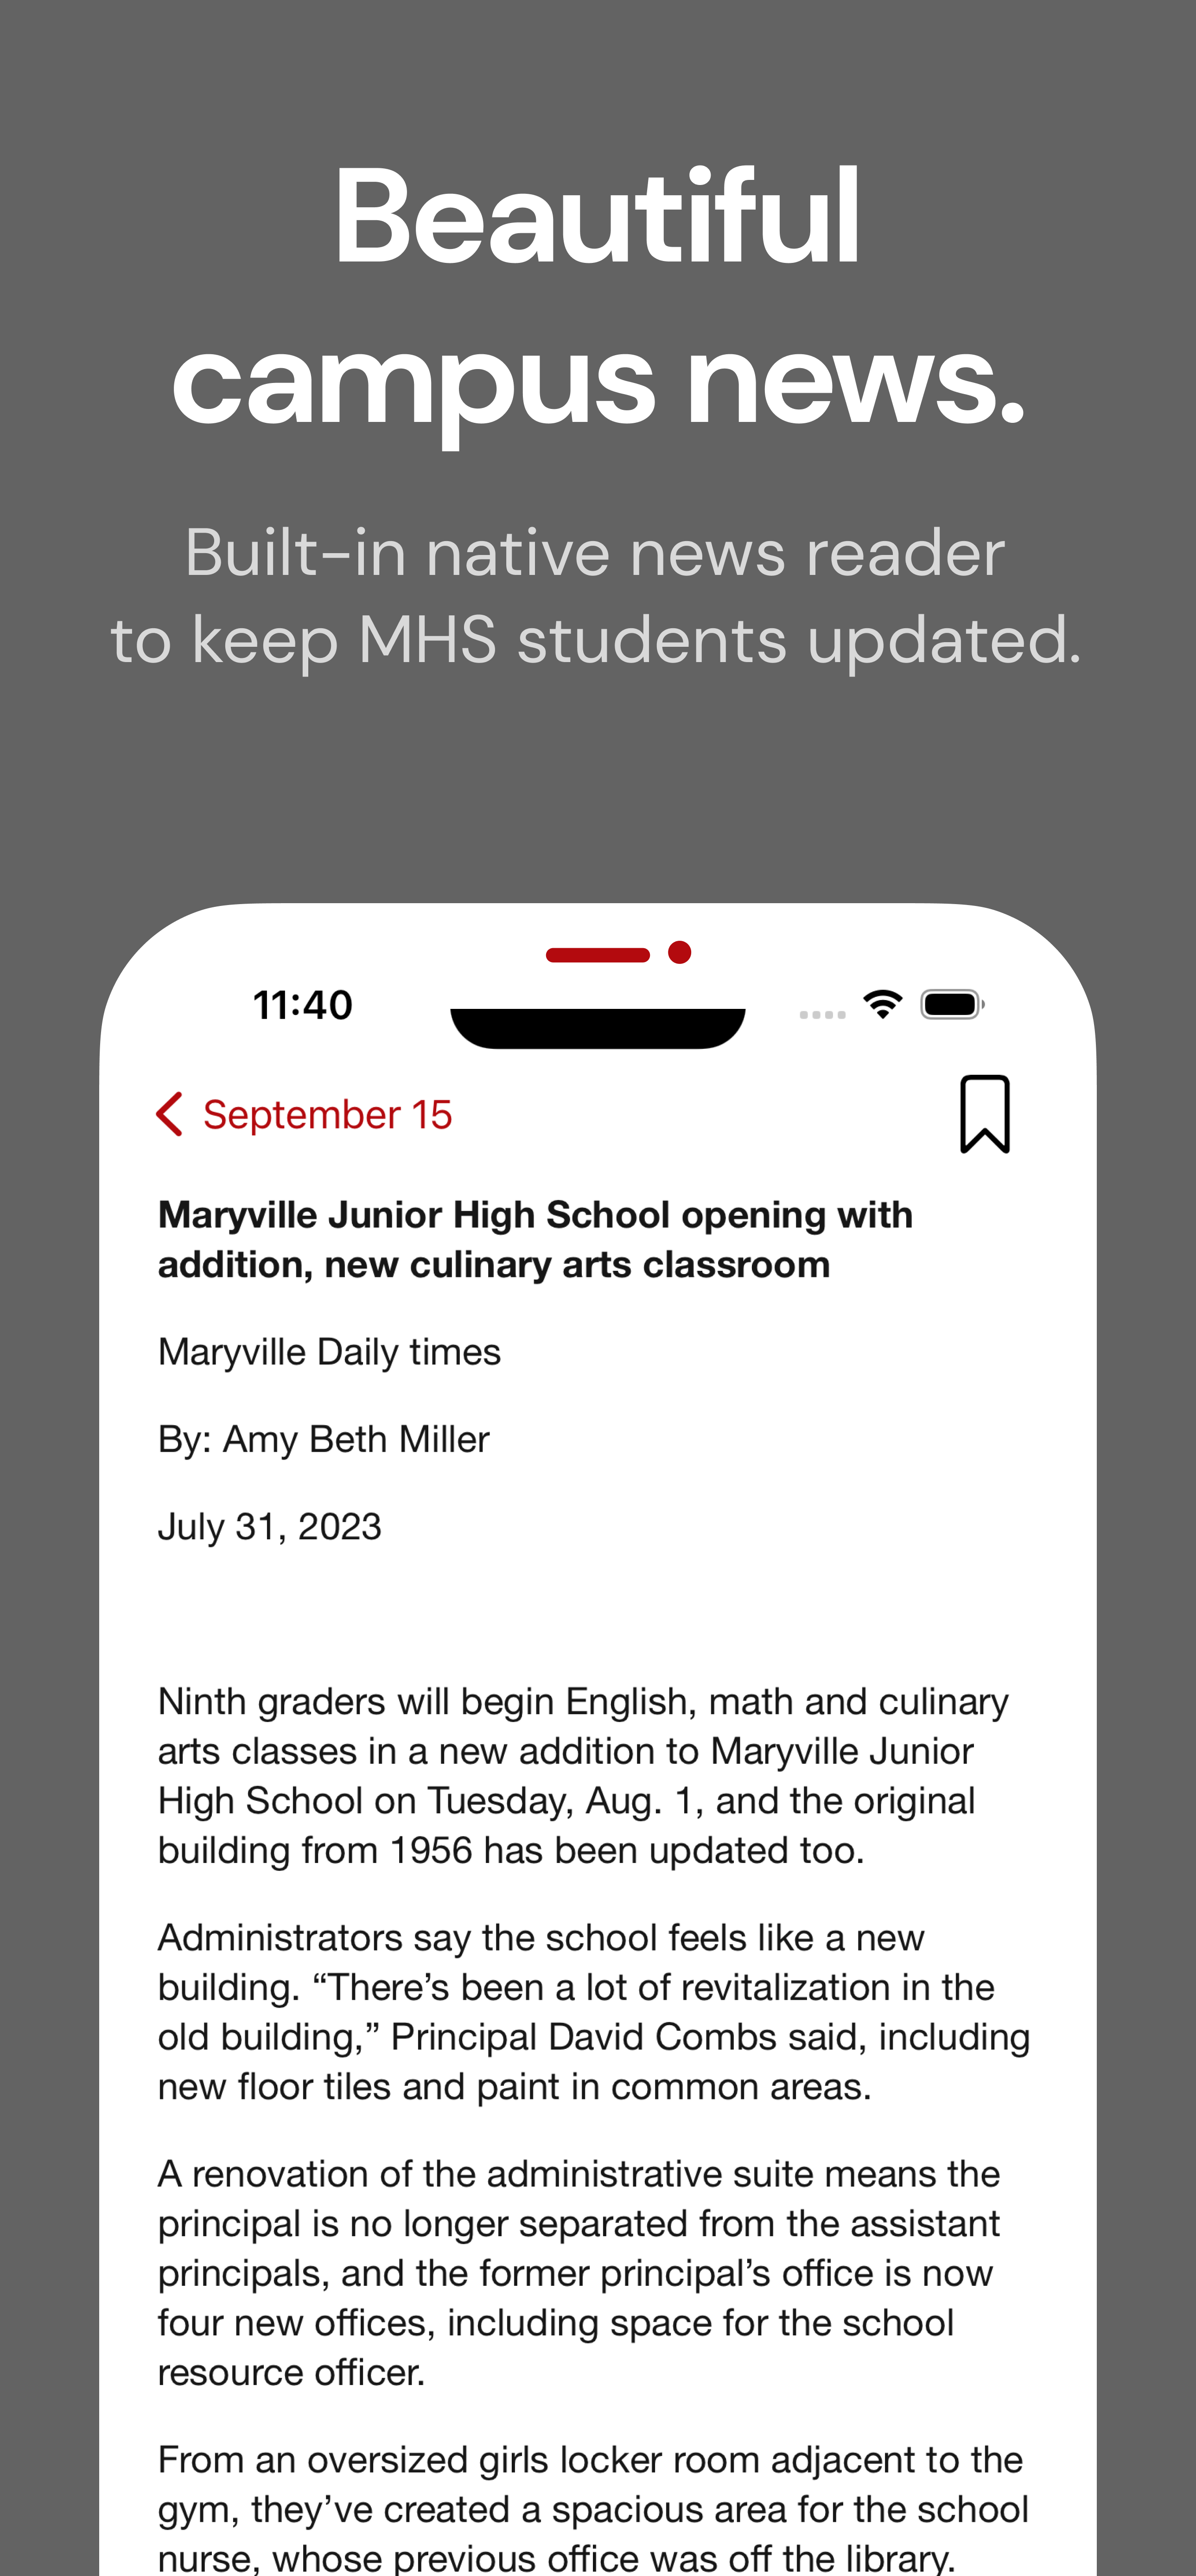 Beautiful
campus news.
Built-in native news reader
to keep MHS students updated.
11:40
September 15
Maryville Junior High School opening with
addition, new culinary arts classroom
Maryville Daily times
By: Amy Beth Miller
July 31, 2023
Ninth graders will begin English, math and culinary
arts classes in a new addition to Maryville Junior
High School on Tuesday, Aug. 1, and the original
building from 1956 has been updated too.
Administrators say the school feels like a new
building. “There’s been a lot of revitalization in the
old building,” Principal David Combs said, including
new floor tiles and paint in common areas.
A renovation of the administrative suite means the
principal is no longer separated from the assistant
principals, and the former principal’s office is now
four new offices, including space for the school
resource officer.
From an oversized girls locker room adjacent to the
gym, they’ve created a spacious area for the school
nurse, whose previous office was off the library.